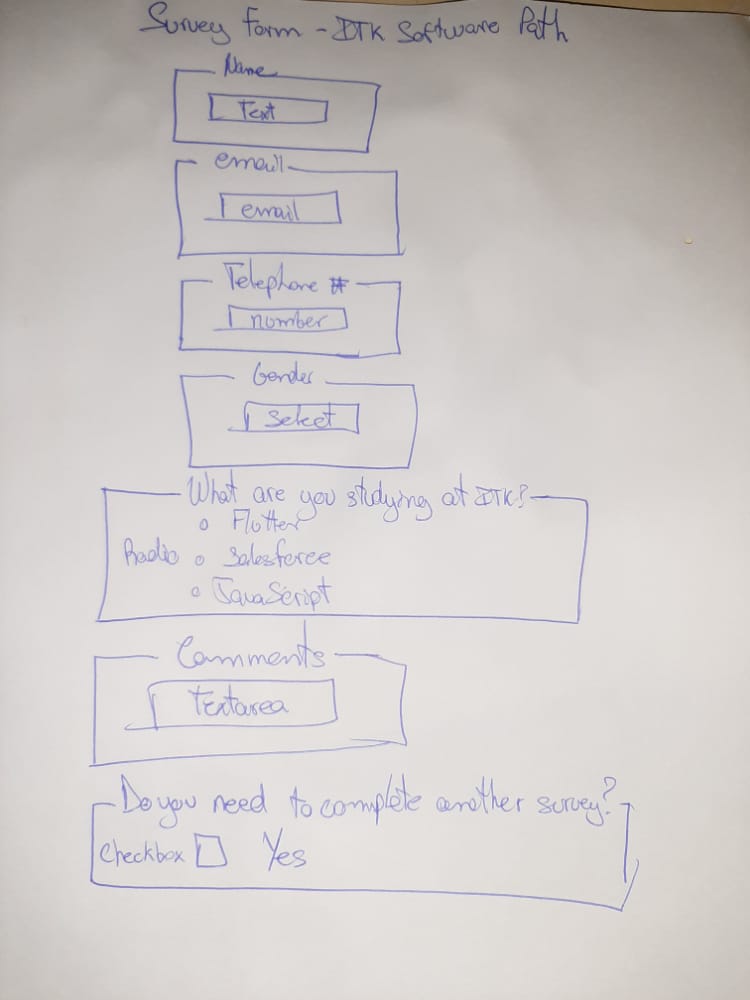 Survey Form - DTK Software Path
Name
Text
email
email
Telephone #
number
Gender
Select
What are you studying at DTK?
Flutter
Radio Salesforce
JavaScript
Comments
Textarea
Do you need to complete another survey?
Checkbox Yes